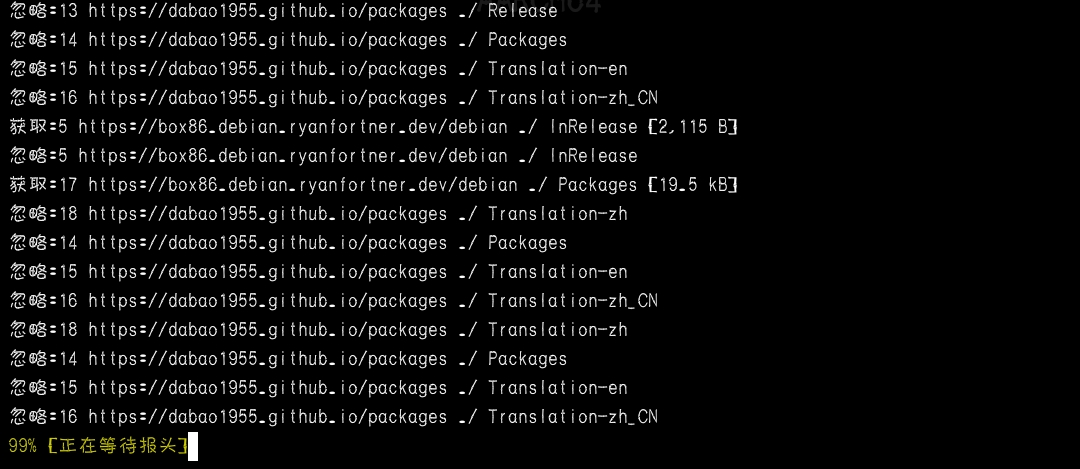 忽略:13 https://dabao1955.github.io/packages ./ Release
忽略:14 https://dabao1955.github.io/packages ./ Packages
忽略:15 https://dabao1955.github.io/packages ./ Translation-en
忽略:16 https://dabao1955.github.io/packages ./ Translation-zh_CN
获取:5 https://box86.debian.ryanfortner.dev/debian ./ InRelease [2,115 B]
忽略:5 https://box86.debian.ryanfortner.dev/debian ./ InRelease
获取:17 https://box86.debian.ryanfortner.dev/debian ./ Packages [19.5 kB]
忽略:18 https://dabao1955.github.io/packages ./ Translation-zh
忽略:14 https://dabao1955.github.io/packages ./ Packages
忽略:15 https://dabao1955.github.io/packages ./ Translation-en
忽略:16 https://dabao1955.github.io/packages ./ Translation-zh_CN
忽略:18 https://dabao1955.github.io/packages ./ Translation-zh
忽略:14 https://dabao1955.github.io/packages ./ Packages
忽略:15 https://dabao1955.github.io/packages ./ Translation-en
忽略:16 https://dabao1955.github.io/packages ./ Translation-zh_CN
99% [正在等待报头]